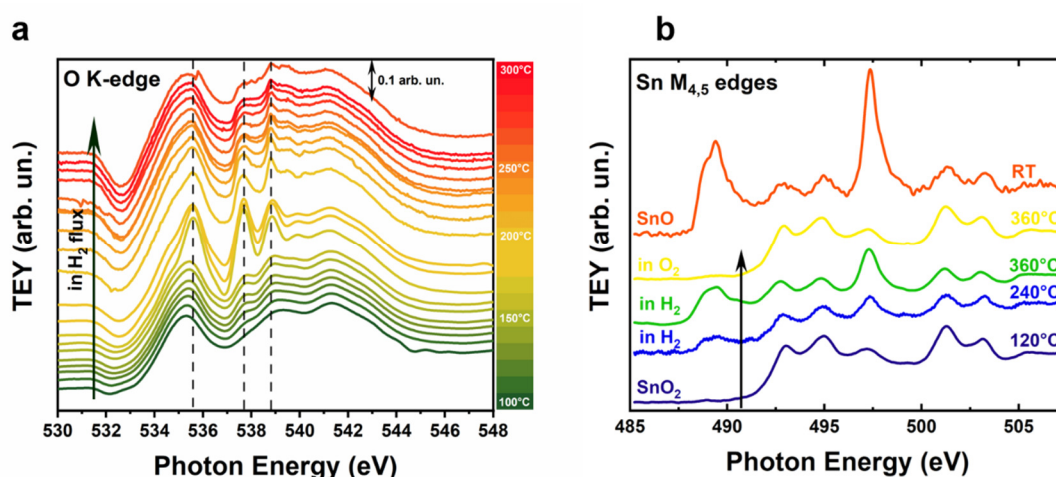 a
O K-edge
0.1 arb. un.
300°C
250°C
200°C
150°C
100°C
in H2 flux
TEY (arb. un.)
530 532 534 536 538 540 542 544 546 548
Photon Energy (eV)
b
Sn M4,5 edges
RT
SnO
360°C
in O2
360°C
in H2
240°C
in H2
120°C
SnO2
TEY (arb. un.)
485 490 495 500 505
Photon Energy (eV)